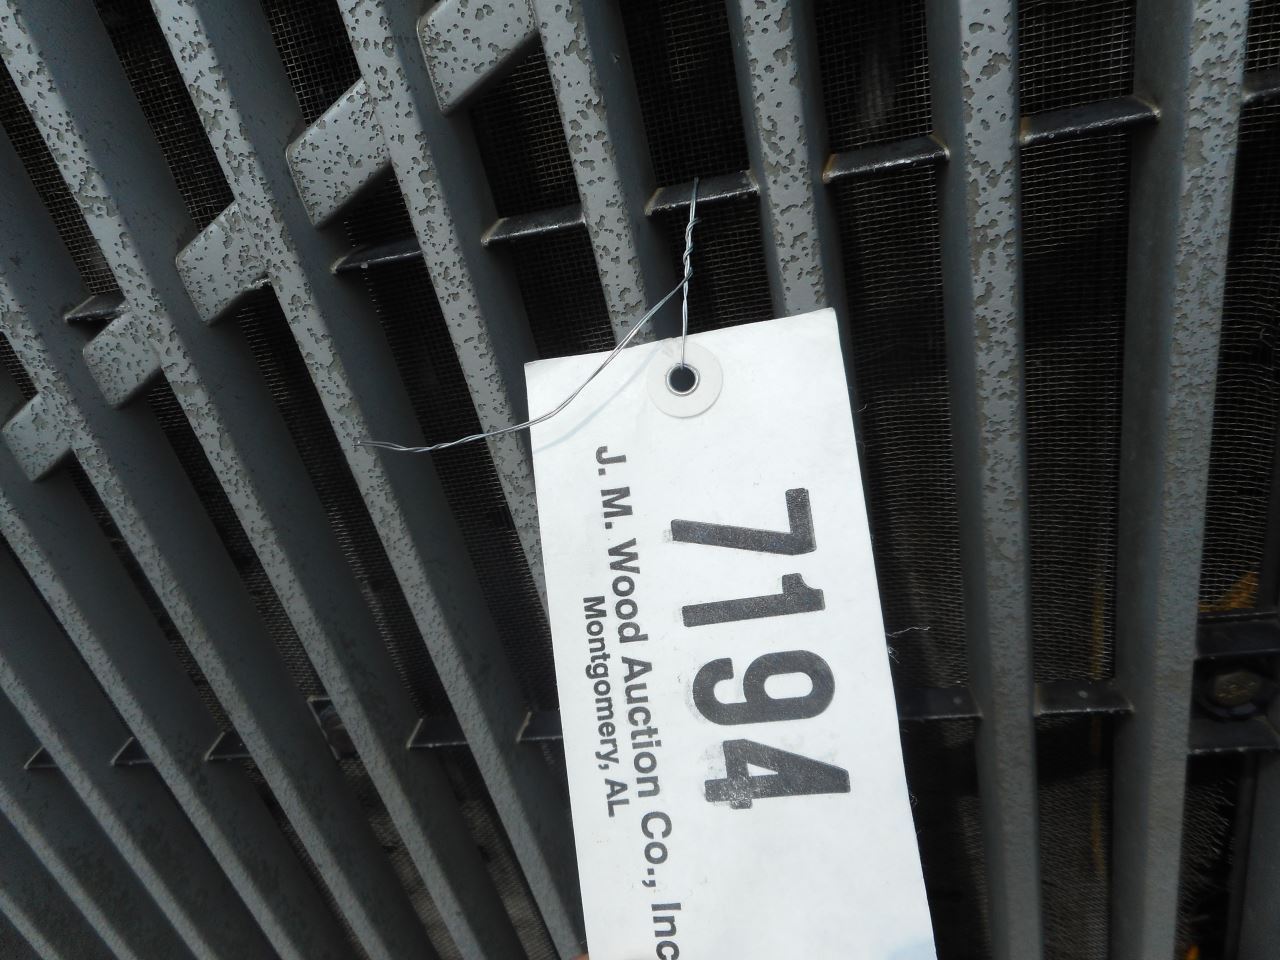 7194
J. M. Wood Auction Co., Inc
Montgomery, AL